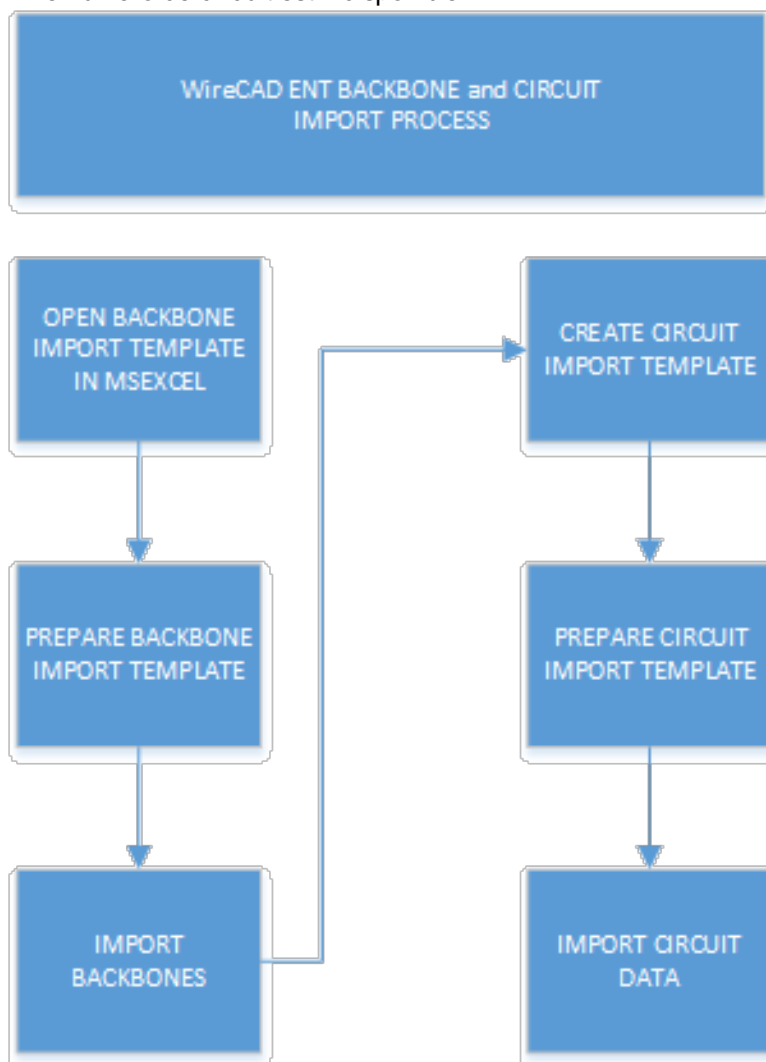 WireCAD ENT BACKBONE and CIRCUIT
IMPORT PROCESS
OPEN BACKBONE
IMPORT TEMPLATE
IN MSEXCEL
PREPARE BACKBONE
IMPORT TEMPLATE
IMPORT
BACKBONES
CREATE CIRCUIT
IMPORT TEMPLATE
PREPARE CIRCUIT
IMPORT TEMPLATE
IMPORT CIRCUIT
DATA